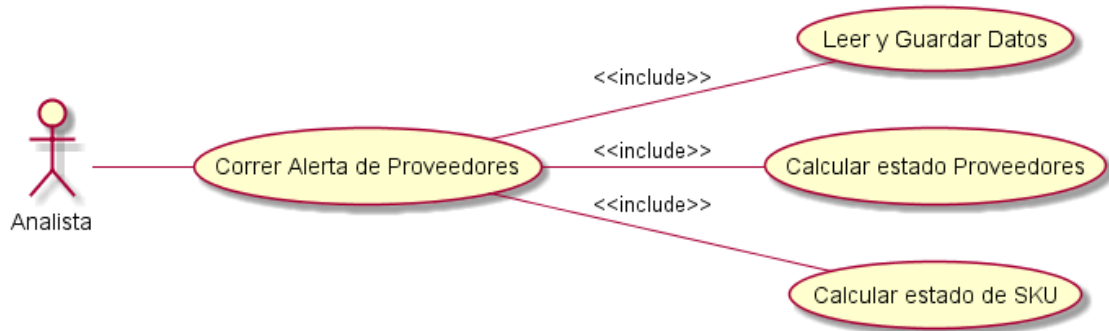 Leer y Guardar Datos
<<include>>
Correr Alerta de Proveedores
<<include>>
Calcular estado Proveedores
<<include>>
Analista
Calcular estado de SKU